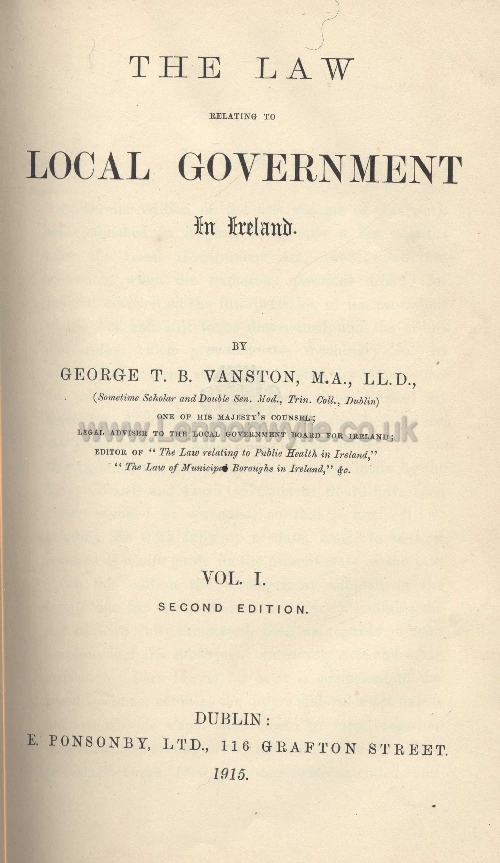 THE LAW
RELATING TO
LOCAL GOVERNMENT
In Ireland.
BY
GEORGE T. B. VANSTON, M.A., LL.D.,
(Sometime Scholar and Double Sen. Mod., Trin. Coll., Dublin)
ONE OF HIS MAJESTY'S COUNSEL;
LEGAL ADVISER TO THE LOCAL GOVERNMENT BOARD FOR IRELAND;
EDITOR OF "The Law relating to Public Health in Ireland,"
"The Law of Municipal Boroughs in Ireland," &c.
VOL. I.
SECOND EDITION.
DUBLIN:
E. PONSONBY, LTD., 116 GRAFTON STREET.
1915.